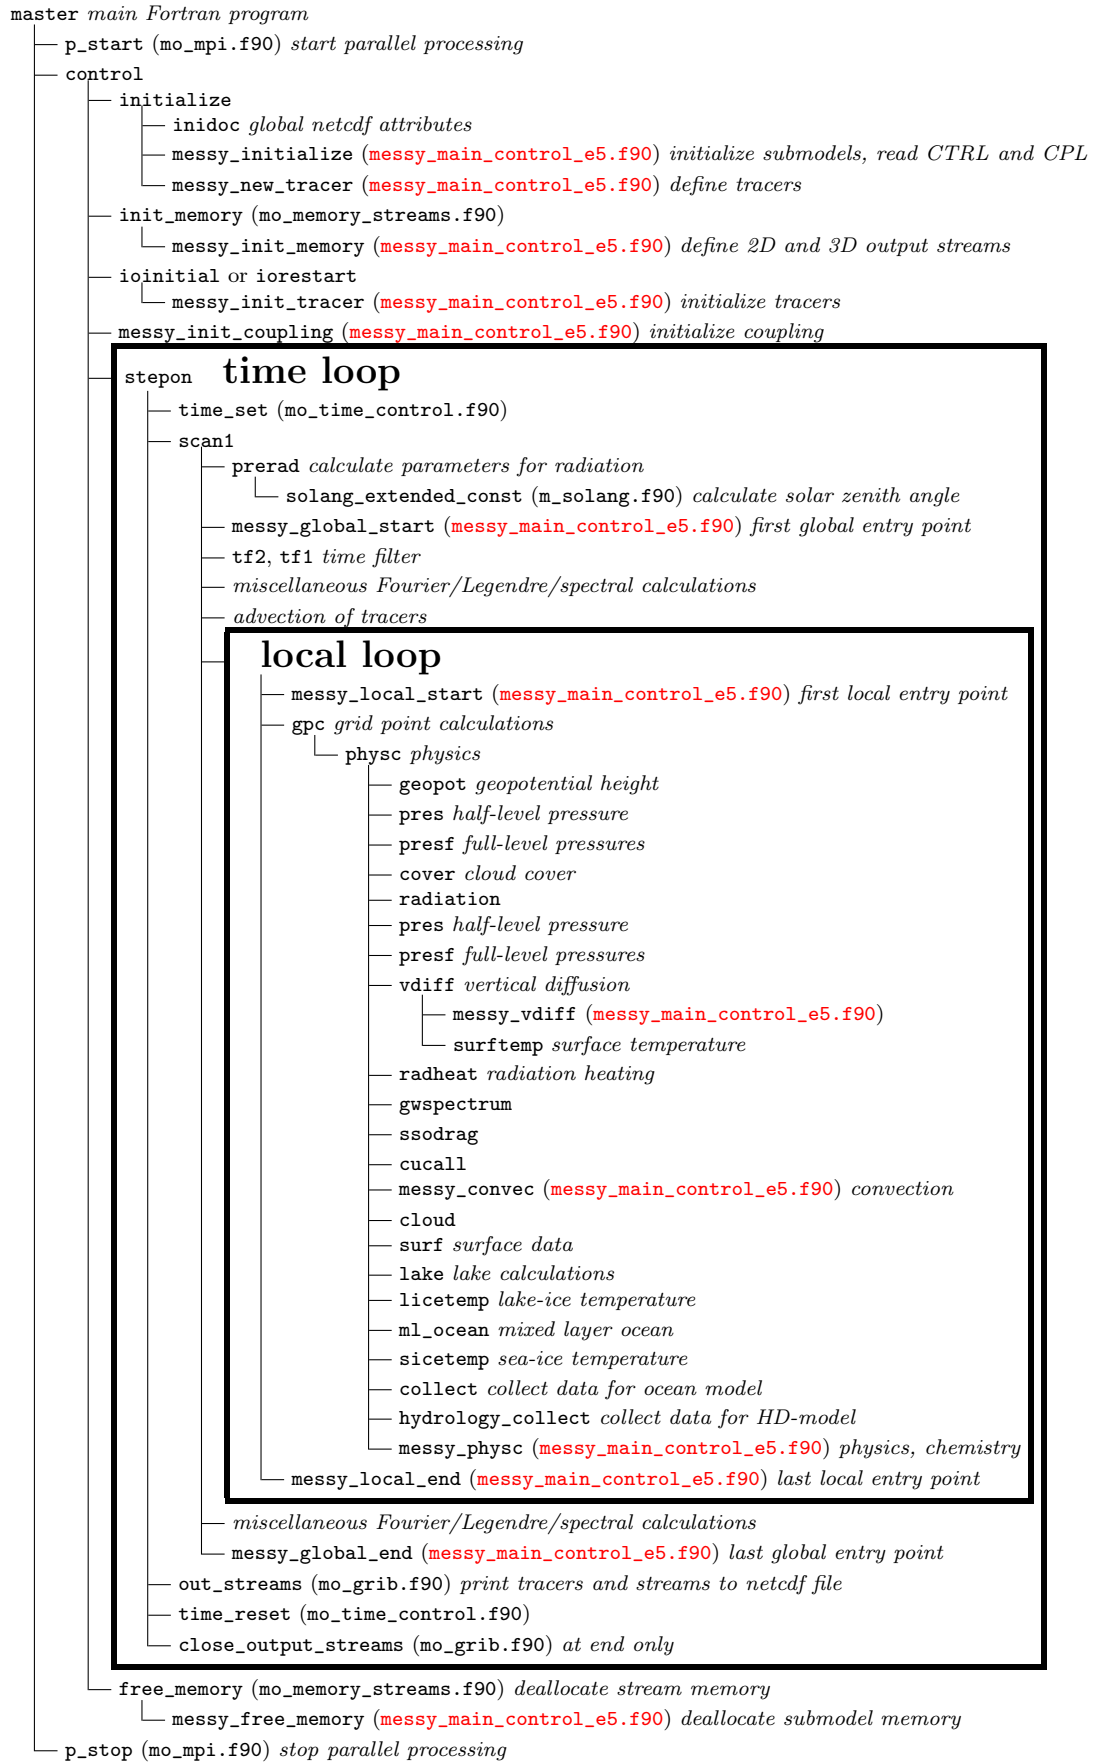 master main Fortran program
p_start (mo_mpi.f90) start parallel processing
control
initialize
inidoc global netcdf attributes
messy_initialize (messy_main_control_e5.f90) initialize submodels, read CTRL and CPL
messy_new_tracer (messy_main_control_e5.f90) define tracers
init_memory (mo_memory_streams.f90)
messy_init_memory (messy_main_control_e5.f90) define 2D and 3D output streams
ioinitial or iorestart
messy_init_tracer (messy_main_control_e5.f90) initialize tracers
messy_init_coupling (messy_main_control_e5.f90) initialize coupling
stepon time loop
time_set (mo_time_control.f90)
scan1
prerad calculate parameters for radiation
solang_extended_const (m_solang.f90) calculate solar zenith angle
messy_global_start (messy_main_control_e5.f90) first global entry point
tf2, tf1 time filter
miscellaneous Fourier/Legendre/spectral calculations
advection of tracers
local loop
messy_local_start (messy_main_control_e5.f90) first local entry point
gpc grid point calculations
physc physics
geopot geopotential height
pres half-level pressure
presf full-level pressures
cover cloud cover
radiation
pres half-level pressure
presf full-level pressures
vdiff vertical diffusion
messy_vdiff (messy_main_control_e5.f90)
surftemp surface temperature
radheat radiation heating
gwspectrum
ssodrag
cucall
messy_convec (messy_main_control_e5.f90) convection
cloud
surf surface data
lake lake calculations
licetemp lake-ice temperature
ml_ocean mixed layer ocean
sicetemp sea-ice temperature
collect collect data for ocean model
hydrology_collect collect data for HD-model
messy_physc (messy_main_control_e5.f90) physics, chemistry
messy_local_end (messy_main_control_e5.f90) last local entry point
miscellaneous Fourier/Legendre/spectral calculations
messy_global_end (messy_main_control_e5.f90) last global entry point
out_streams (mo_grib.f90) print tracers and streams to netcdf file
time_reset (mo_time_control.f90)
close_output_streams (mo_grib.f90) at end only
free_memory (mo_memory_streams.f90) deallocate stream memory
messy_free_memory (messy_main_control_e5.f90) deallocate submodel memory
p_stop (mo_mpi.f90) stop parallel processing